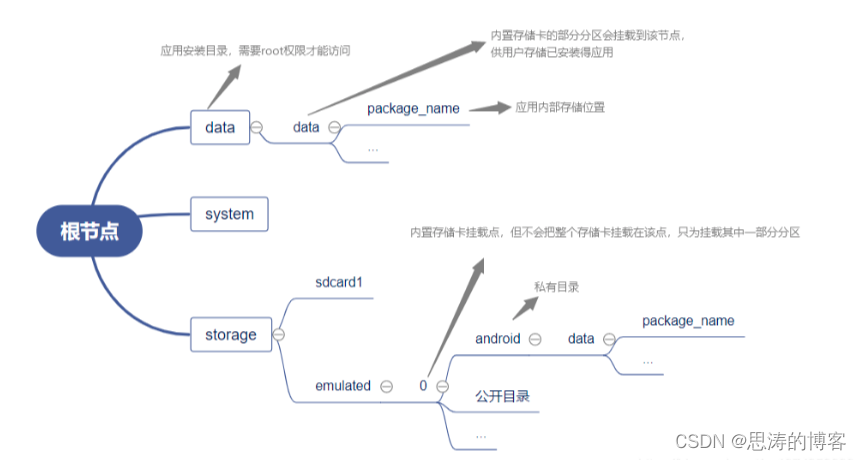 内置存储卡的部分分区会挂载到该节点，
供用户存储已安装得应用
应用安装目录，需要root权限才能访问
package_name
应用内部存储位置
data
data
...
根节点
system
内置存储卡挂载点，但不会把整个存储卡挂载在该点，只为挂载其中一部分分区
sdcard1
私有目录
storage
package_name
android
data
...
emulated
0
公开目录
...
CSDN @思涛的博客